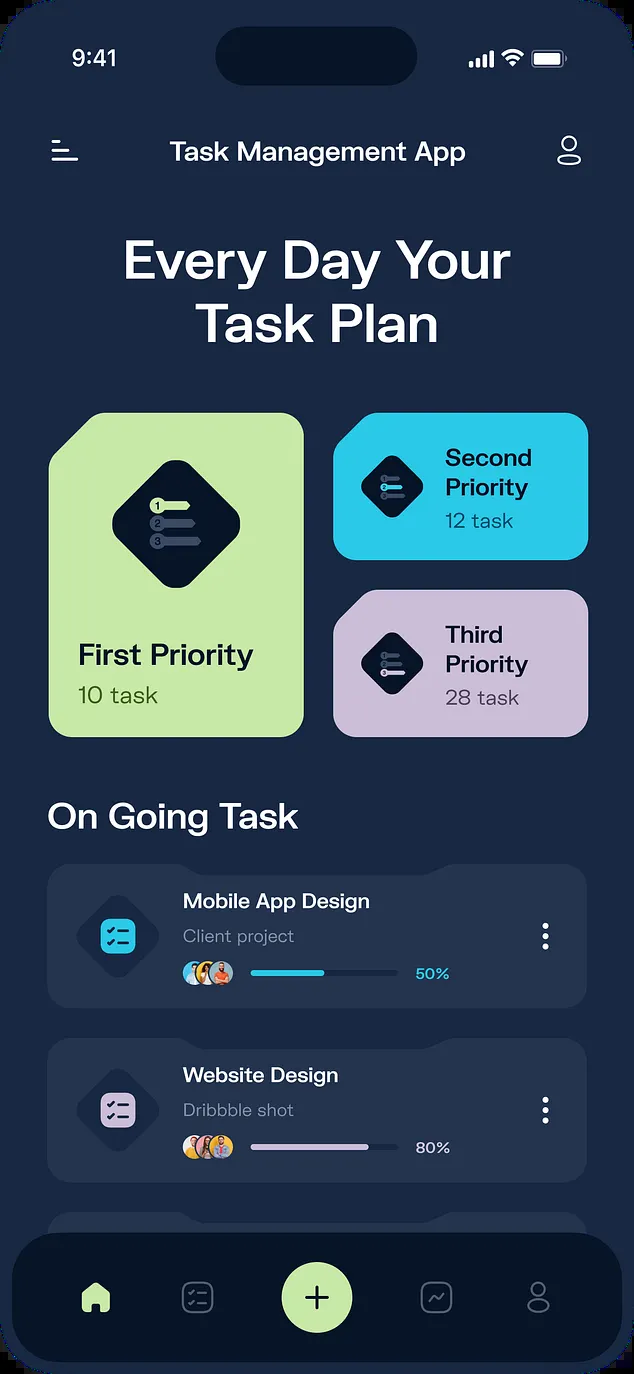 9:41
Task Management App
Every Day Your
Task Plan
1
2
3
First Priority
10 task
Second
Priority
12 task
Third
Priority
28 task
On Going Task
Mobile App Design
Client project
50%
Website Design
Dribbble shot
80%